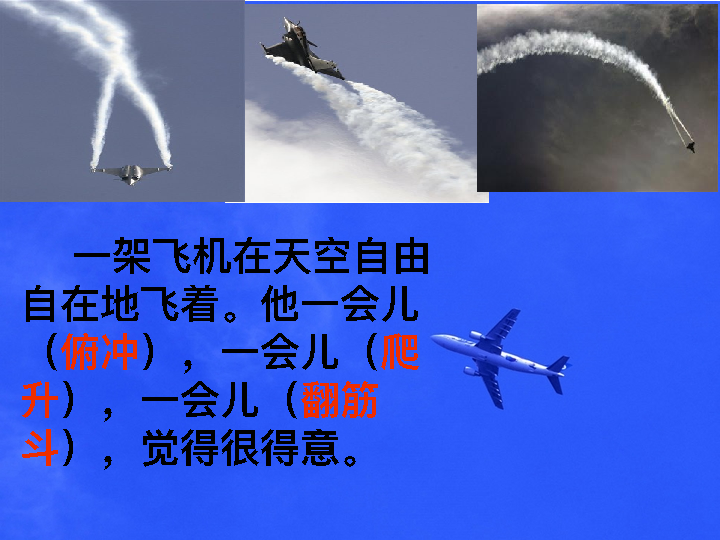 一架飞机在天空自由
自在地飞着。他一会儿
（俯冲），一会儿（爬
升），一会儿（翻筋
斗），觉得很得意。